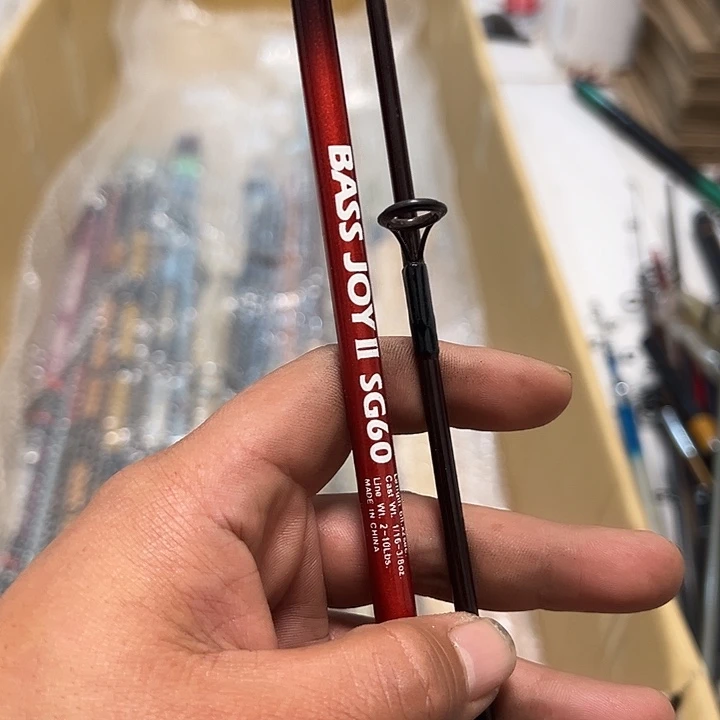 BASS JOY II SG60
Cast Wt. 1/16-3/8oz.
Line Wt. 2-10Lbs.
MADE IN CHINA